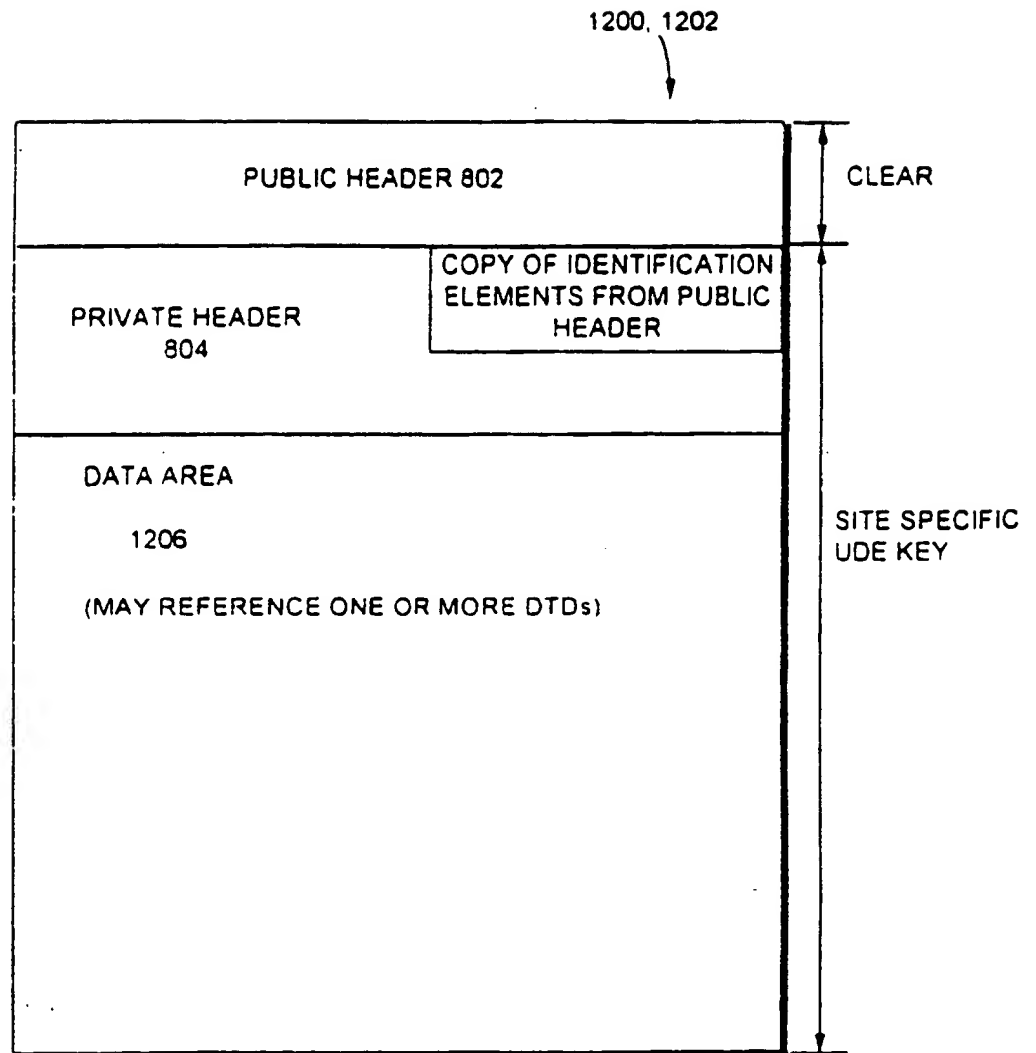 1200, 1202
PUBLIC HEADER 802
CLEAR
COPY OF IDENTIFICATION
ELEMENTS FROM PUBLIC
HEADER
PRIVATE HEADER
804
DATA AREA
1206
(MAY REFERENCE ONE OR MORE DTDs)
SITE SPECIFIC
UDE KEY